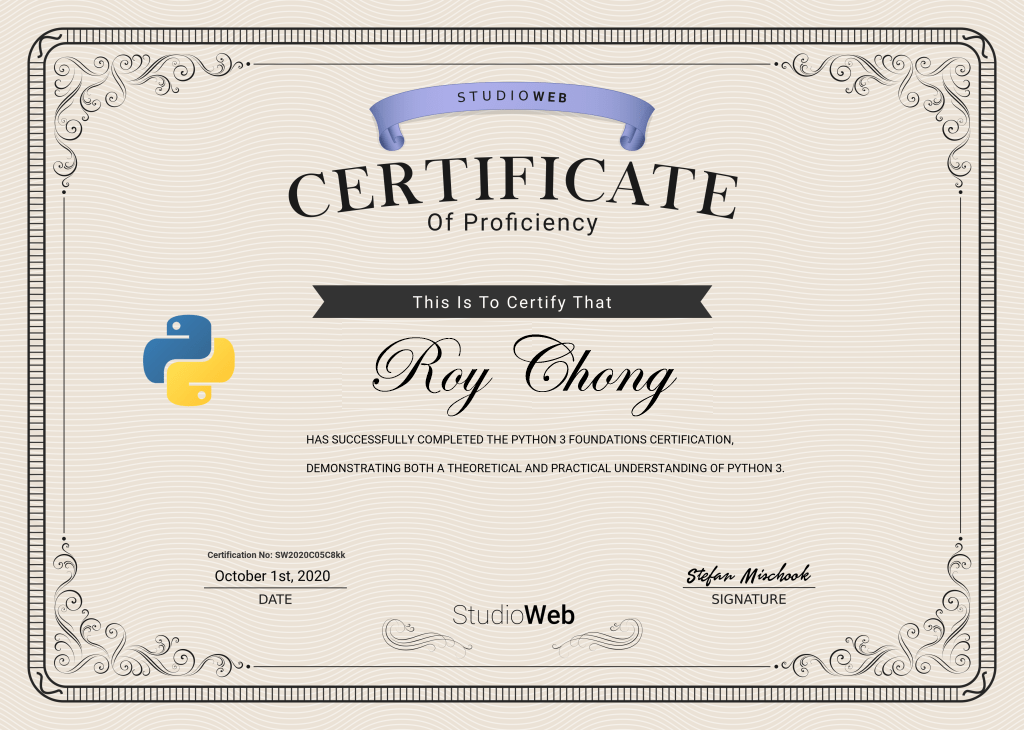 STUDIOWEB
CERTIFICATE
Of Proficiency
This Is To Certify That
Roy Chong
HAS SUCCESSFULLY COMPLETED THE PYTHON 3 FOUNDATIONS CERTIFICATION,
DEMONSTRATING BOTH A THEORETICAL AND PRACTICAL UNDERSTANDING OF PYTHON 3.
Certification No: SW2020C05C8kk
October 1st, 2020
DATE
Stefan Mischook
SIGNATURE
StudioWeb